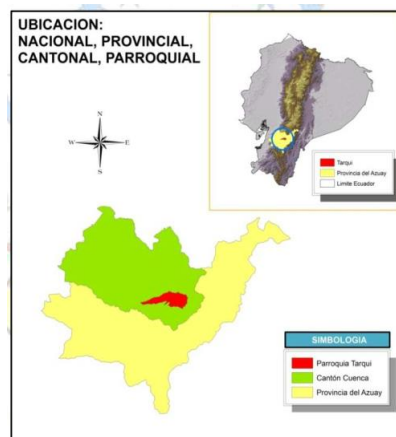 UBICACION:
NACIONAL, PROVINCIAL,
CANTONAL, PARROQUIAL
N
W E
S
Tarqui
Provincia del Azuay
Limite Ecuador
SIMBOLOGIA
Parroquia Tarqui
Cantón Cuenca
Provincia del Azuay